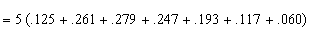 = 5 (.125 + .261 + .279 + .247 + .193 + .117 + .060)